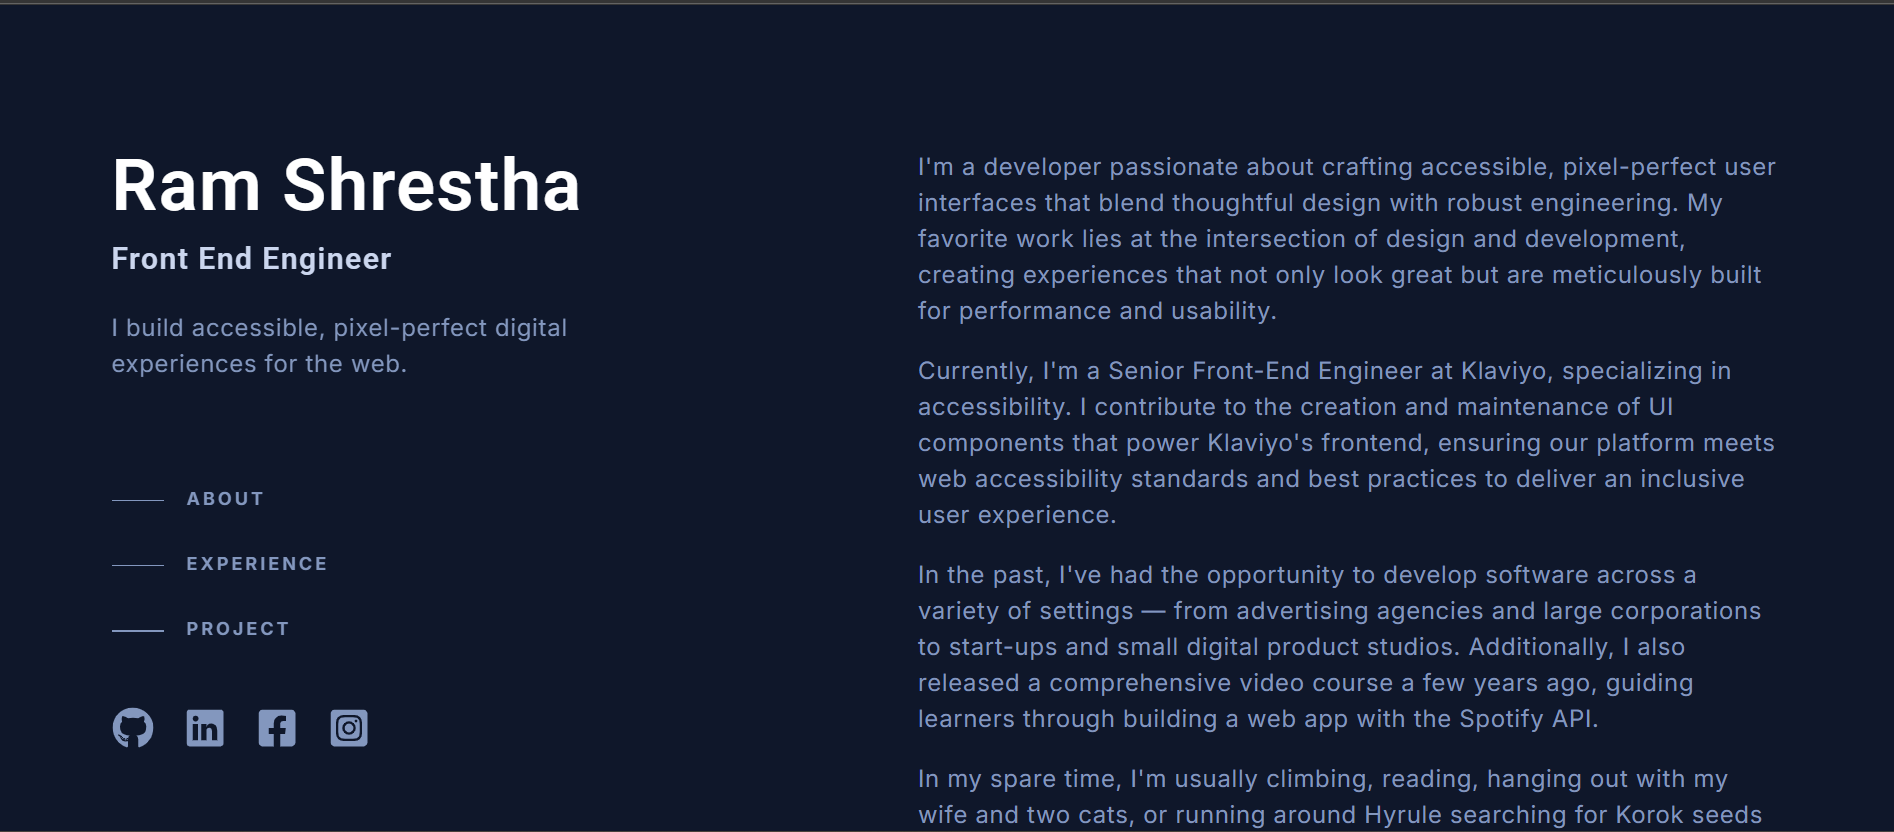 Ram Shrestha
Front End Engineer
I build accessible, pixel-perfect digital
experiences for the web.
ABOUT
EXPERIENCE
PROJECT
in
I'm a developer passionate about crafting accessible, pixel-perfect user
interfaces that blend thoughtful design with robust engineering. My
favorite work lies at the intersection of design and development,
creating experiences that not only look great but are meticulously built
for performance and usability.
Currently, I'm a Senior Front-End Engineer at Klaviyo, specializing in
accessibility. I contribute to the creation and maintenance of UI
components that power Klaviyo's frontend, ensuring our platform meets
web accessibility standards and best practices to deliver an inclusive
user experience.
In the past, I've had the opportunity to develop software across a
variety of settings — from advertising agencies and large corporations
to start-ups and small digital product studios. Additionally, I also
released a comprehensive video course a few years ago, guiding
learners through building a web app with the Spotify API.
In my spare time, I'm usually climbing, reading, hanging out with my
wife and two cats, or running around Hyrule searching for Korok seeds